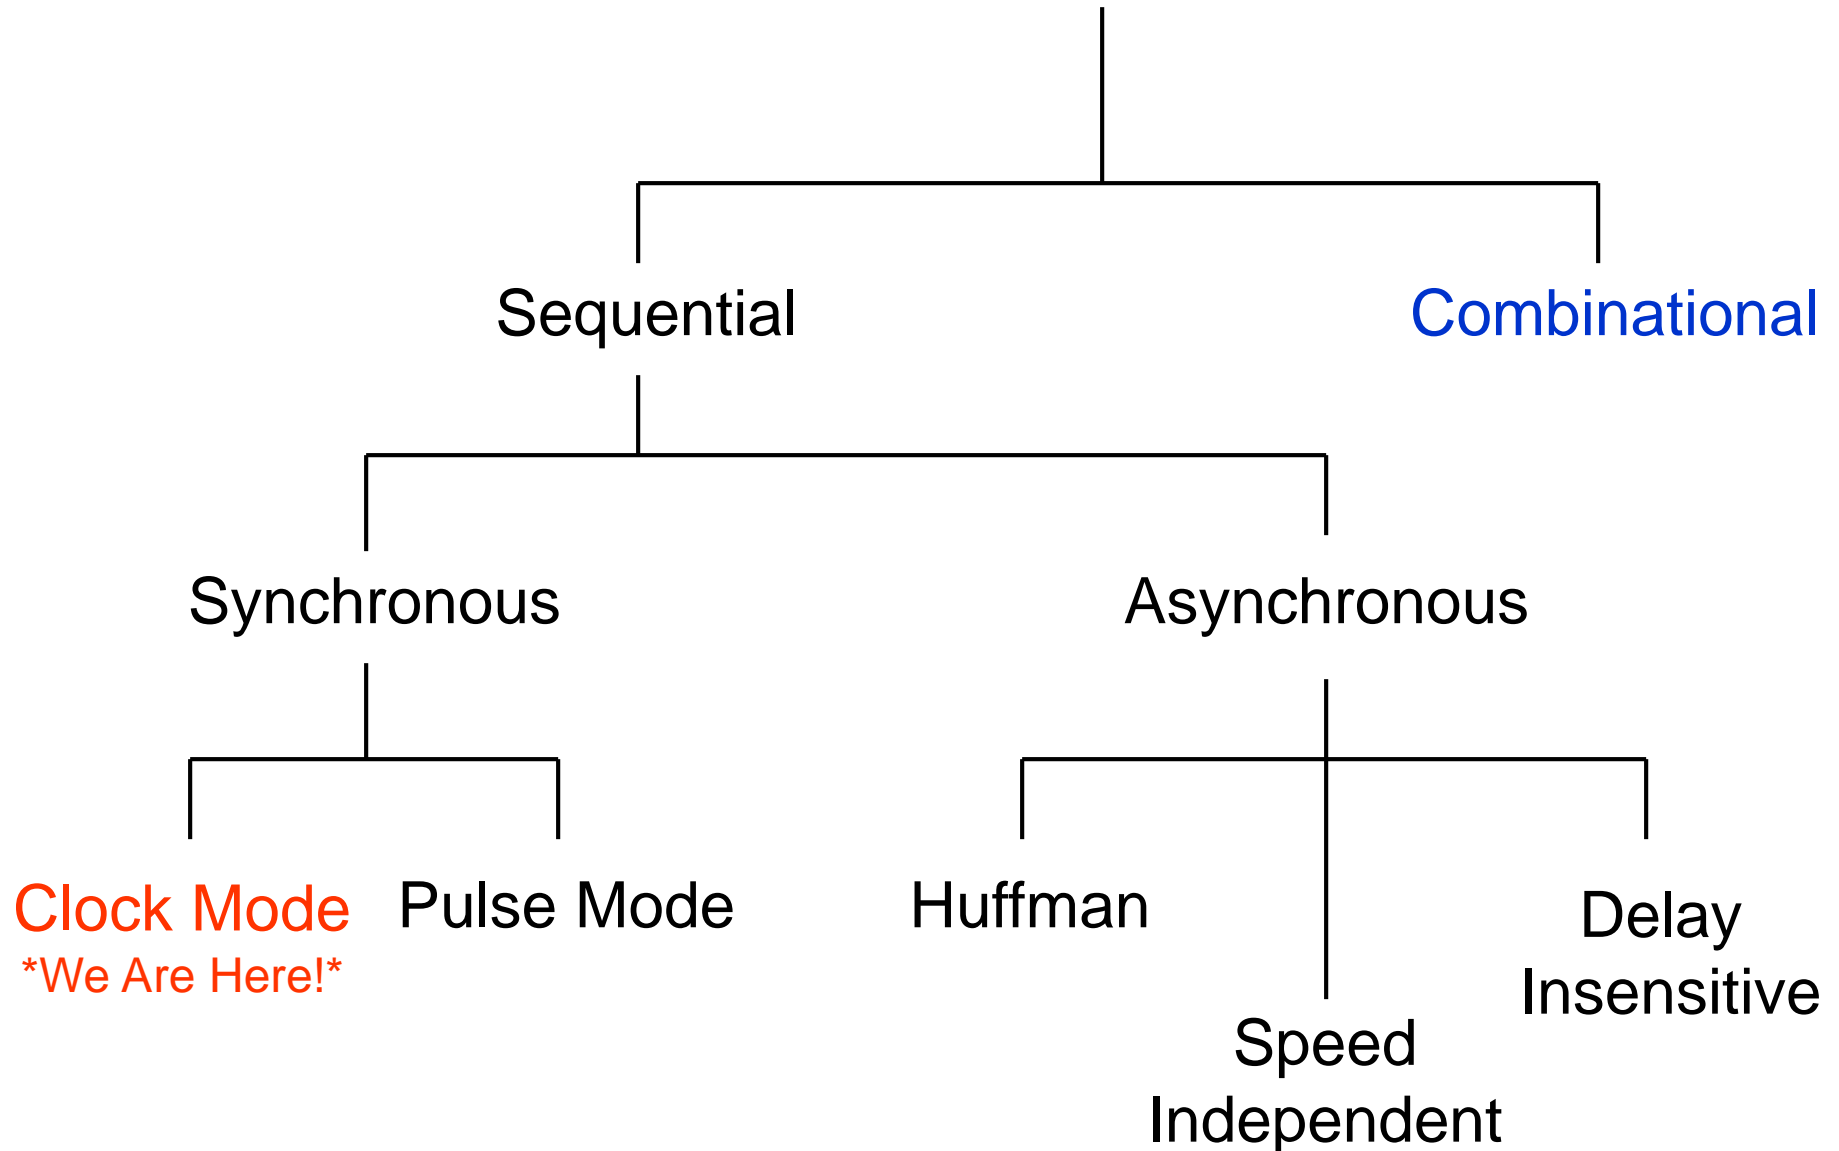 Sequential
Combinational
Synchronous
Asynchronous
Clock Mode
*We Are Here!*
Pulse Mode
Huffman
Speed
Independent
Delay
Insensitive